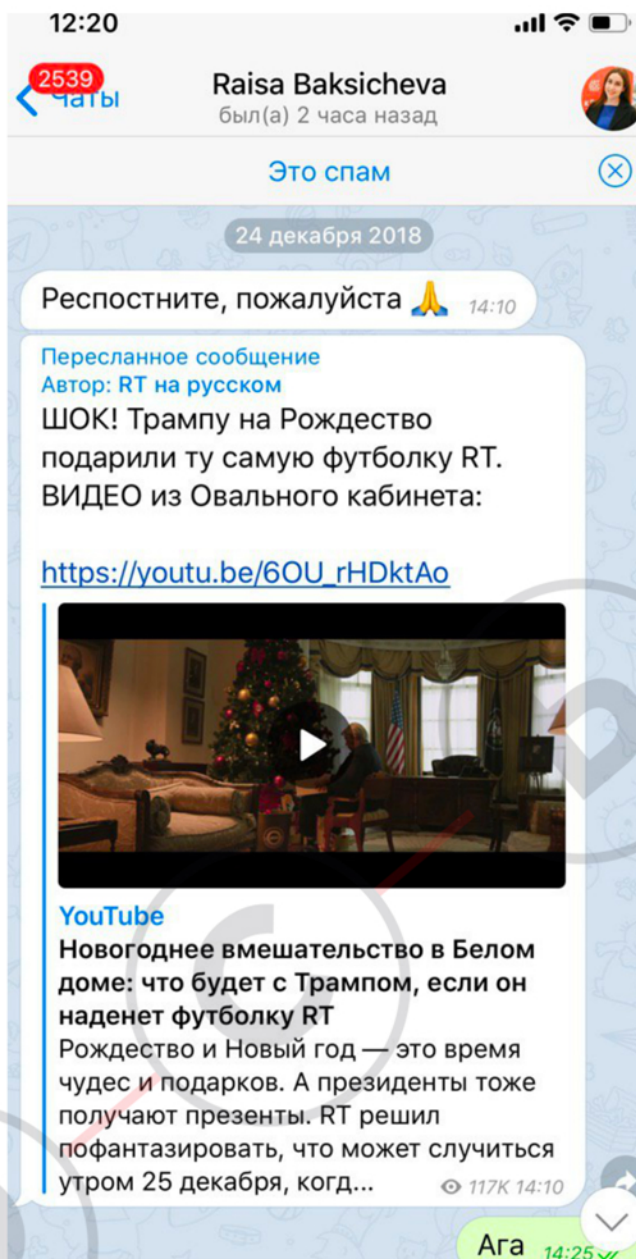 12:20
2539
Чаты
Raisa Baksicheva
был(а) 2 часа назад
Это спам
24 декабря 2018
Респостните, пожалуйста 🙏 14:10
Пересланное сообщение
Автор: RT на русском
ШОК! Трампу на Рождество
подарили ту самую футболку RT.
ВИДЕО из Овального кабинета:
https://youtu.be/6OU_rHDktAo
YouTube
Новогоднее вмешательство в Белом
доме: что будет с Трампом, если он
наденет футболку RT
Рождество и Новый год — это время
чудес и подарков. А президенты тоже
получают презенты. RT решил
пофантазировать, что может случиться
утром 25 декабря, когд... 117K 14:10
Ага 14:25